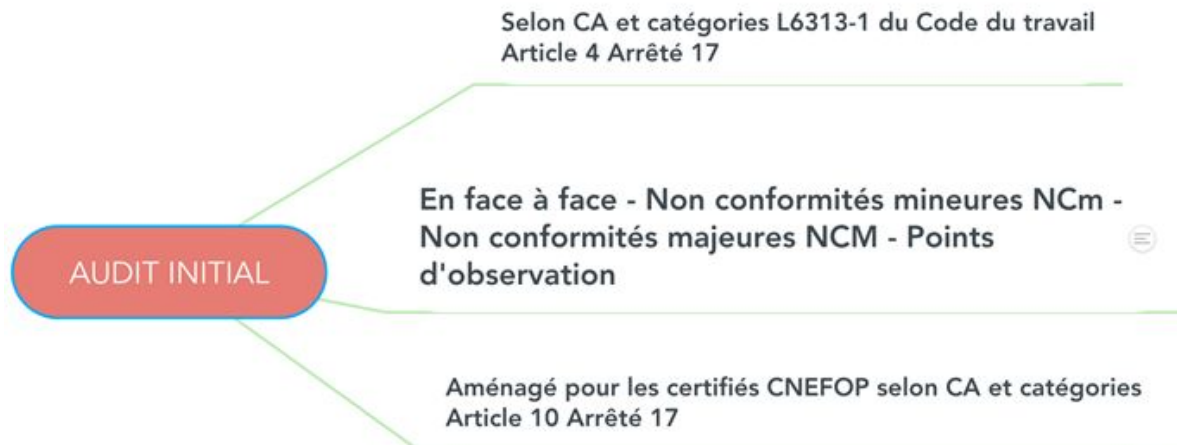 Selon CA et catégories L6313-1 du Code du travail
Article 4 Arrêté 17
En face à face - Non conformités mineures NCm -
Non conformités majeures NCM - Points
d'observation
AUDIT INITIAL
Aménagé pour les certifiés CNEFOP selon CA et catégories
Article 10 Arrêté 17